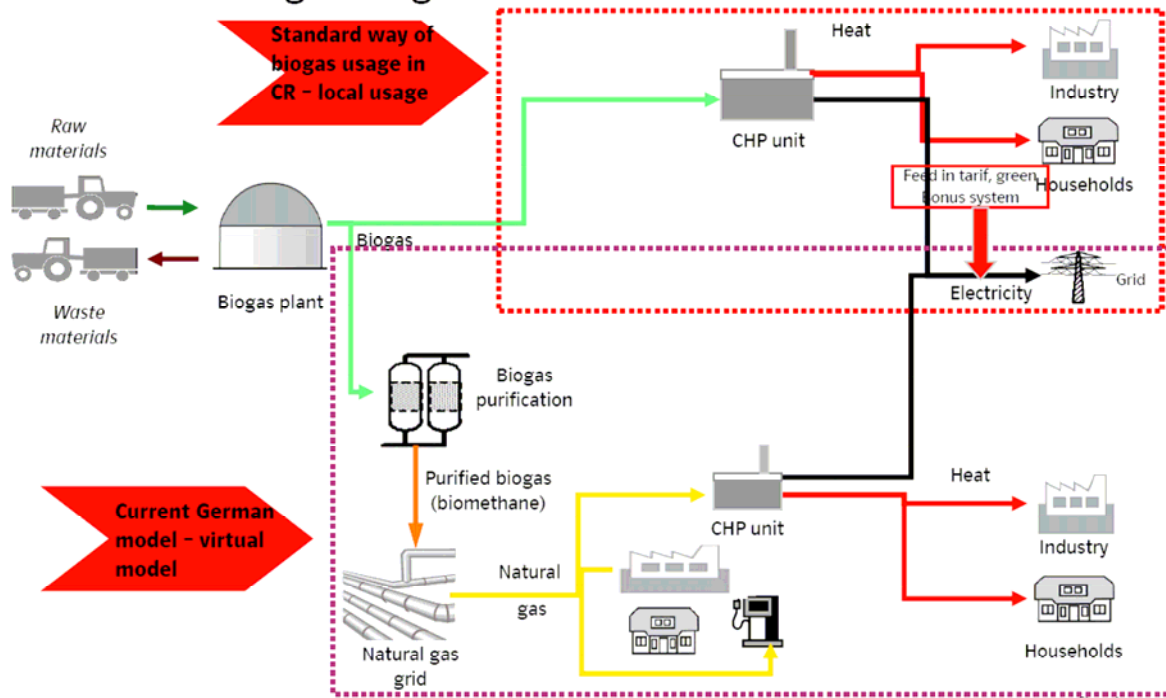 Standard way of
biogas usage in
CR – local usage
Heat
Industry
CHP unit
Households
Feed in tarif, green
Bonus system
Raw
materials
Waste
materials
Biogas plant
Biogas
Electricity
Grid
Biogas
purification
Purified biogas
(biomethane)
Current German
model – virtual
model
Natural gas
grid
Natural
gas
CHP unit
Heat
Industry
Households